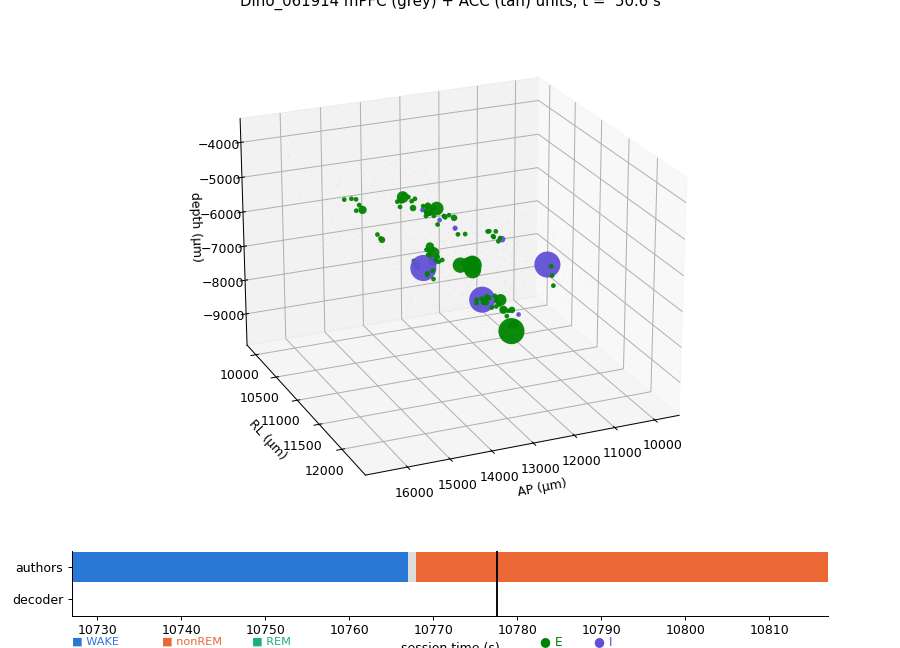 Dino_061914 mPFC (grey) + ACC (tan) units, t = 50.6 s
−4000
−5000
−6000
−7000
−8000
−9000
depth (μm)
10000
10500
11000
11500
12000
RL (μm)
16000
15000
14000
13000
12000
11000
10000
AP (μm)
authors
decoder
10730
10740
10750
10760
10770
10780
10790
10800
10810
session time (s)
WAKE
nonREM
REM
E
I